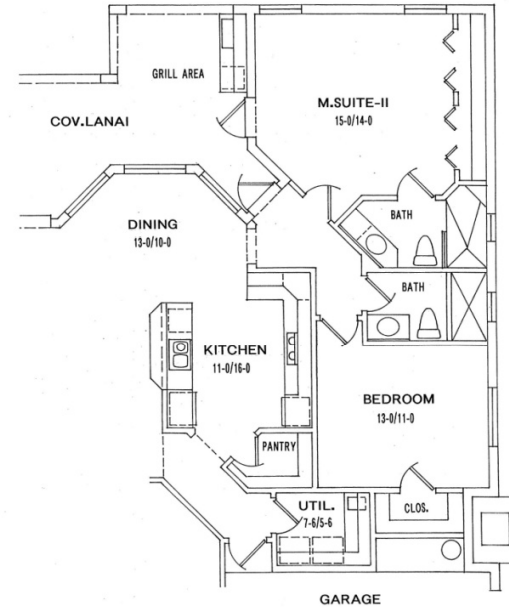 GRILL AREA
M.SUITE-II
15-0/14-0
COV.LANAI
BATH
DINING
13-0/10-0
BATH
KITCHEN
11-0/16-0
BEDROOM
13-0/11-0
PANTRY
UTIL.
7-6/5-6
CLOS.
GARAGE